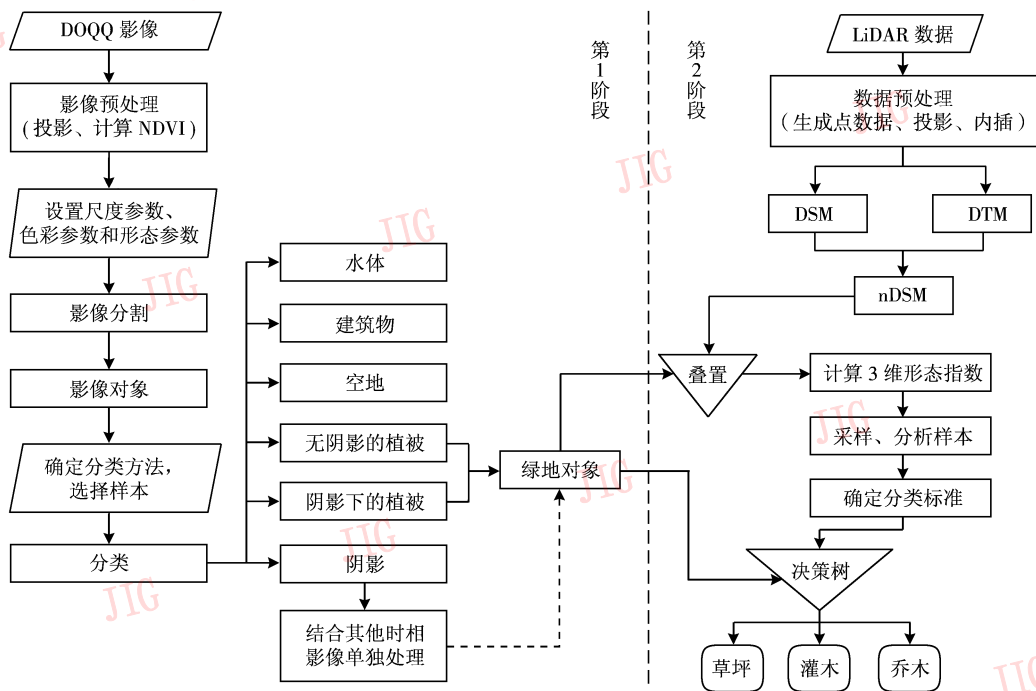 DOQQ 影像
影像预处理
(投影、计算 NDVI)
设置尺度参数、
色彩参数和形态参数
影像分割
影像对象
确定分类方法,
选择样本
分类
水体
建筑物
空地
无阴影的植被
阴影下的植被
阴影
结合其他时相
影像单独处理
绿地对象
第1阶段
第2阶段
LiDAR 数据
数据预处理
(生成点数据、投影、内插)
DSM
DTM
nDSM
叠置
计算3维形态指数
采样、分析样本
确定分类标准
决策树
草坪
灌木
乔木
JIG
JIG
JIG
JIG
JIG
JIG
JIG
JIG
JIG